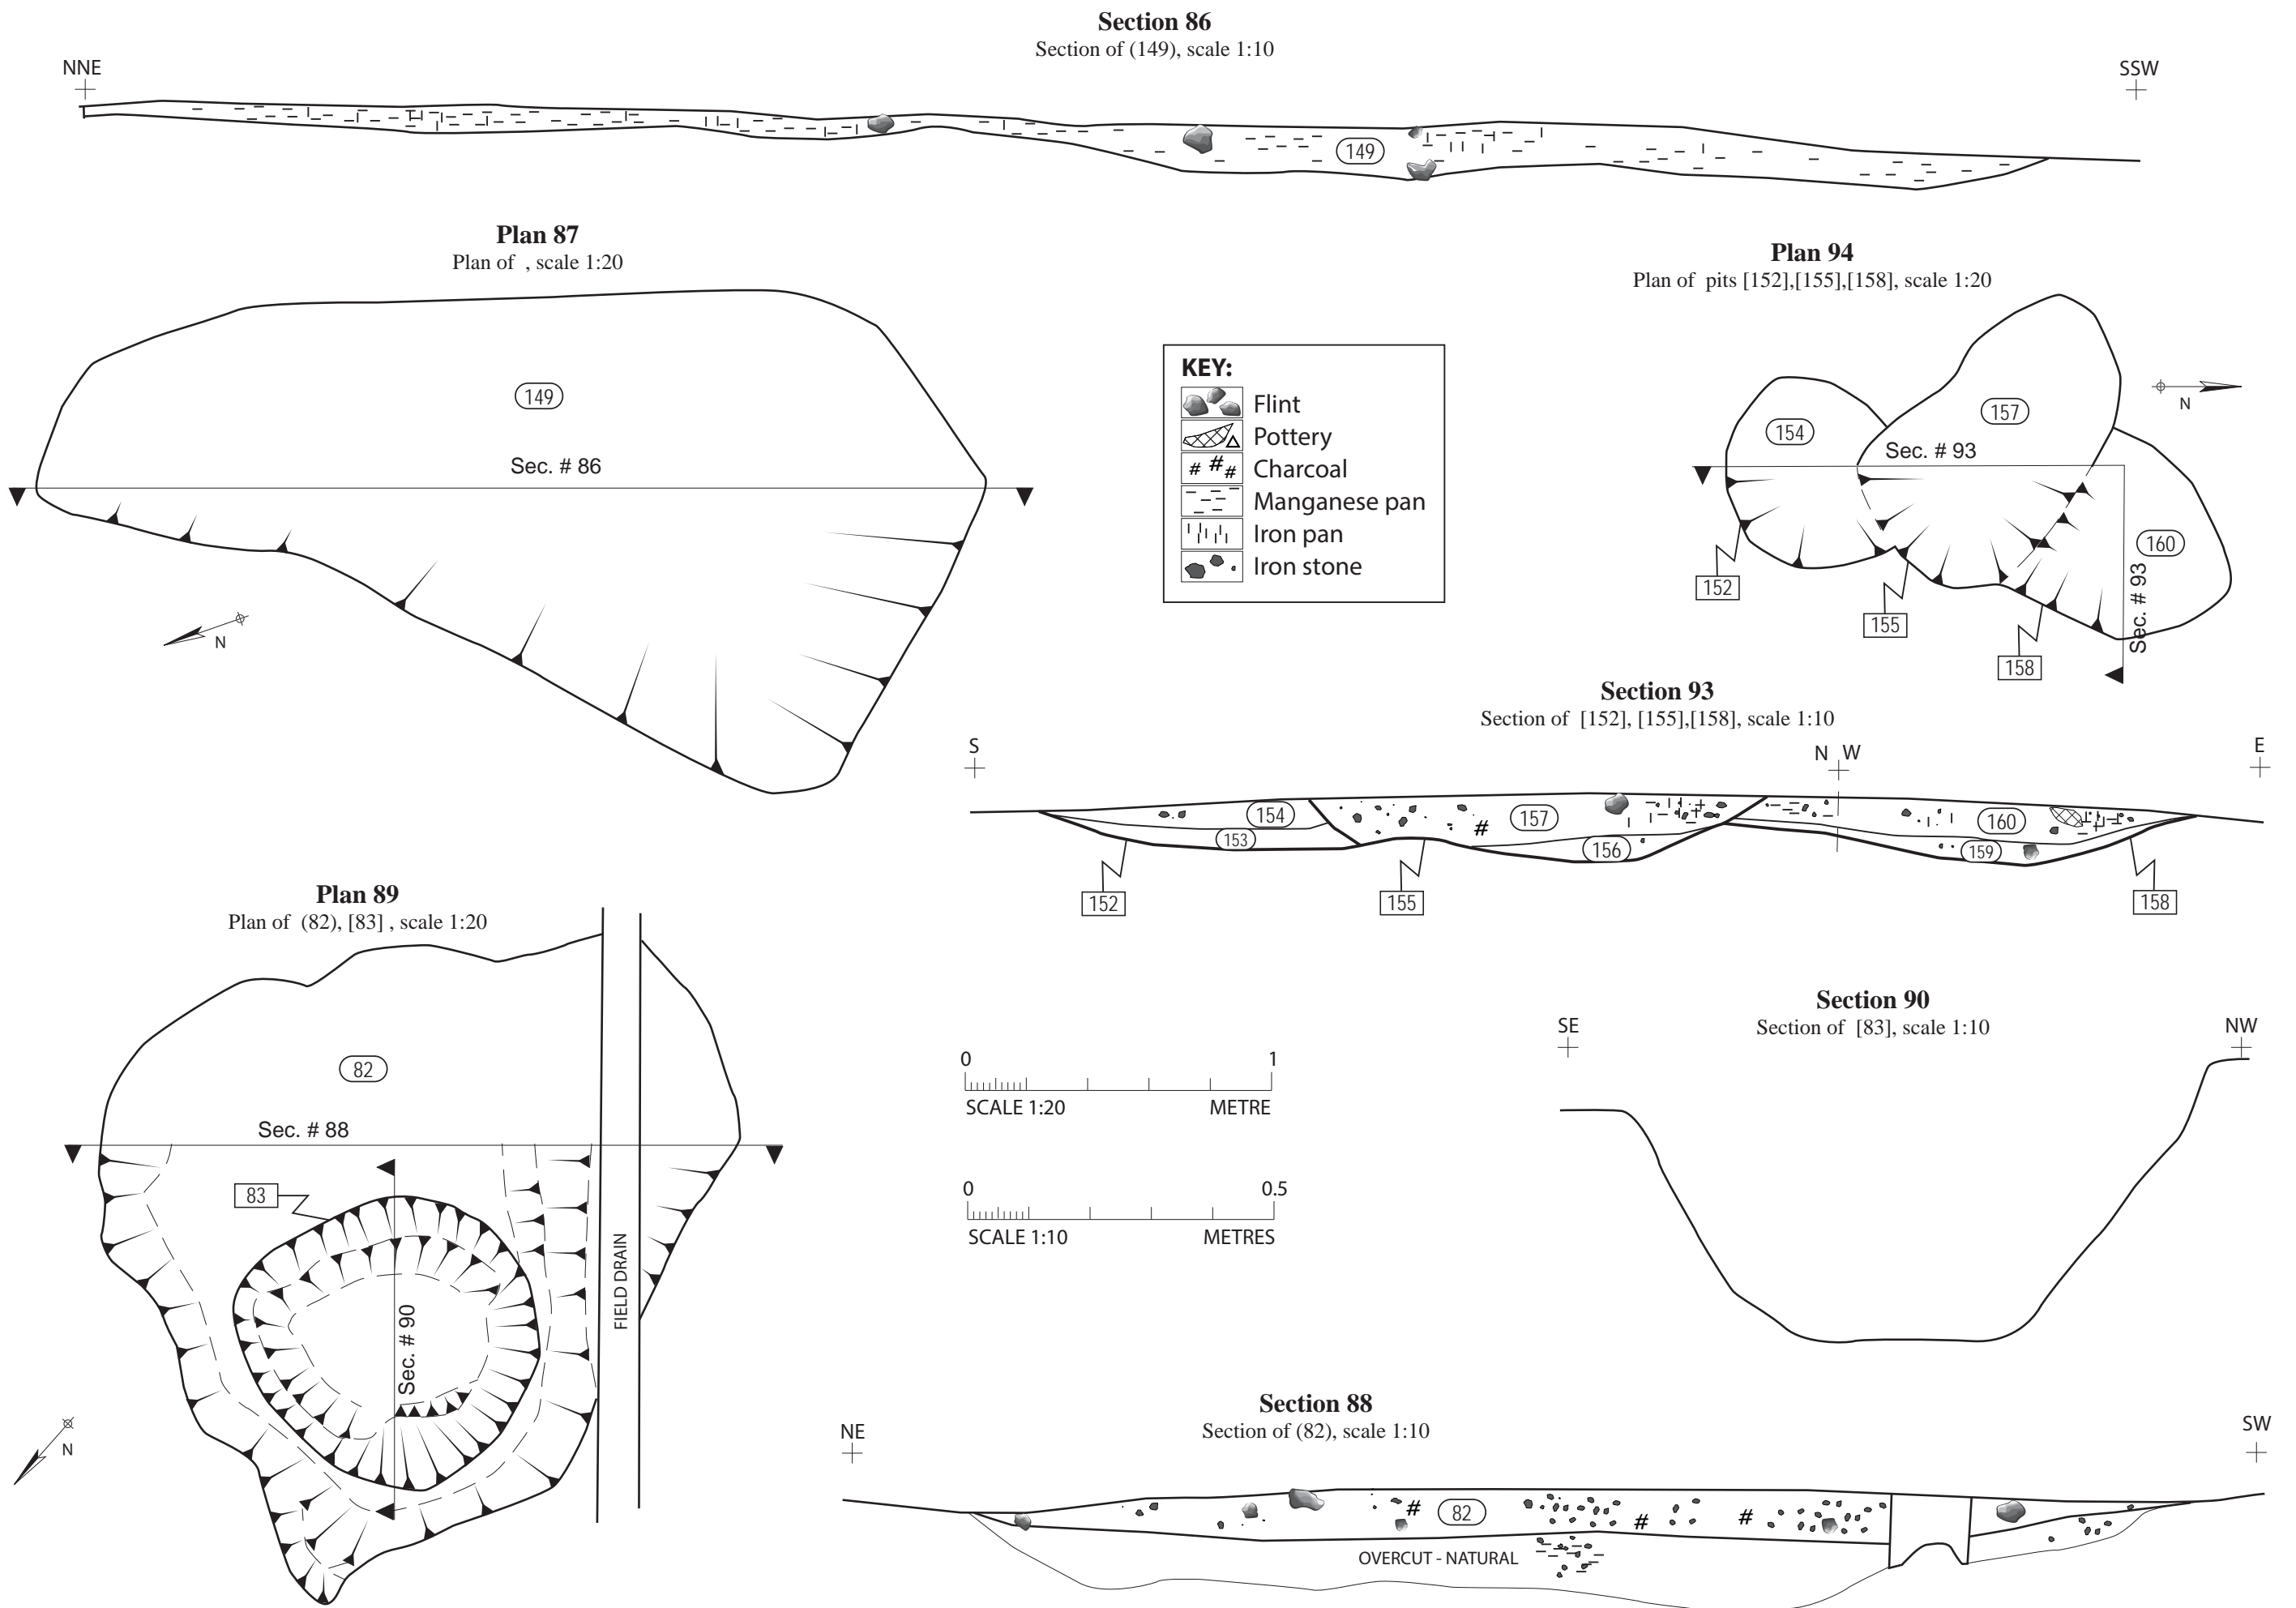 Section 86
Section of (149), scale 1:10
NNE
SSW
149
Plan 87
Plan of , scale 1:20
149
Sec. # 86
N
KEY:
Flint
Pottery
Charcoal
Manganese pan
Iron pan
Iron stone
Plan 94
Plan of pits [152],[155],[158], scale 1:20
154
157
Sec. # 93
N
160
Sec. # 93
152
155
158
Section 93
Section of [152], [155],[158], scale 1:10
S
N W
E
154
157
160
153
156
159
152
155
158
Plan 89
Plan of (82), [83] , scale 1:20
82
Sec. # 88
83
Sec. # 90
FIELD DRAIN
N
0 1
SCALE 1:20 METRE
0 0.5
SCALE 1:10 METRES
Section 90
Section of [83], scale 1:10
SE
NW
Section 88
Section of (82), scale 1:10
NE
SW
82
OVERCUT - NATURAL